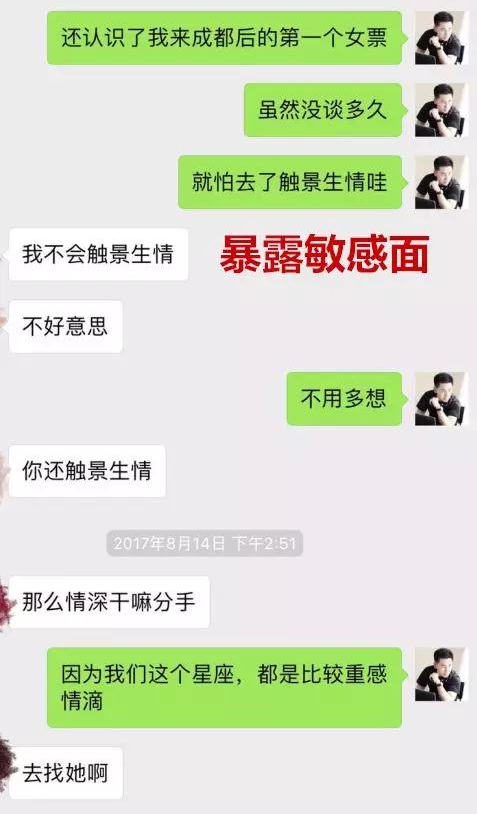 还认识了我来成都后的第一个女票
虽然没谈多久
就怕去了触景生情哇
我不会触景生情
暴露敏感面
不好意思
不用多想
你还触景生情
2017年8月14日 下午2:51
那么情深干嘛分手
因为我们这个星座，都是比较重感
情滴
去找她啊